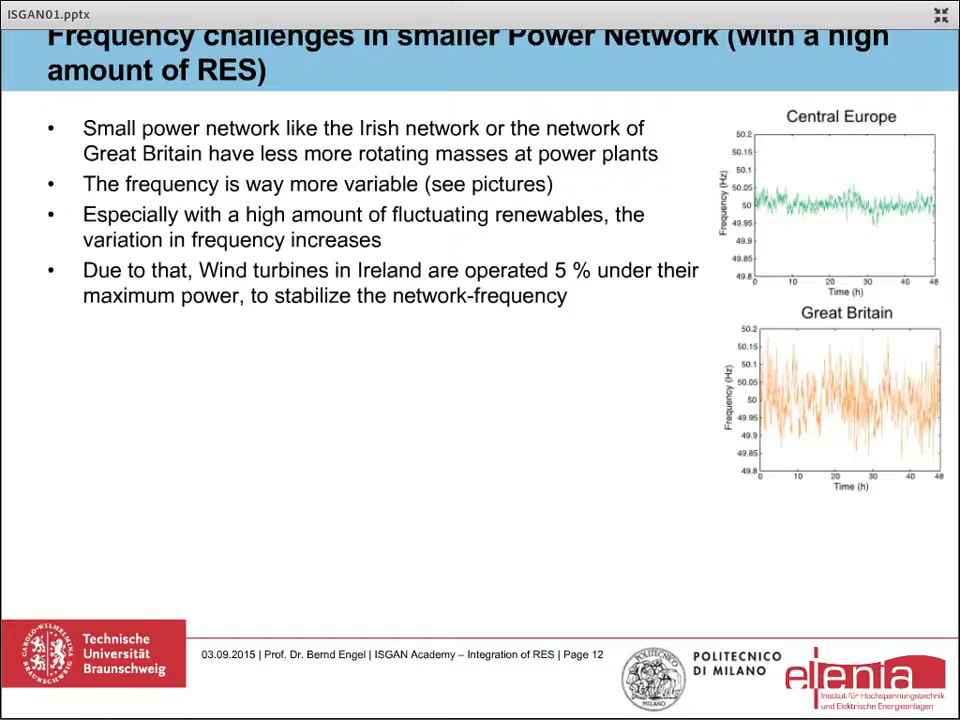 ISGAN01.pptx
Frequency challenges in smaller Power Network (with a high
amount of RES)
• Small power network like the Irish network or the network of
Great Britain have less more rotating masses at power plants
• The frequency is way more variable (see pictures)
• Especially with a high amount of fluctuating renewables, the
variation in frequency increases
• Due to that, Wind turbines in Ireland are operated 5 % under their
maximum power, to stabilize the network-frequency
Central Europe
50.2
50.15
50.1
50.05
50
49.95
49.9
49.85
49.8
Frequency (Hz)
0 10 20 30 40 48
Time (h)
Great Britain
50.2
50.15
50.1
50.05
50
49.95
49.9
49.85
49.8
Frequency (Hz)
0 10 20 30 40 48
Time (h)
Technische
Universität
Braunschweig
03.09.2015 | Prof. Dr. Bernd Engel | ISGAN Academy – Integration of RES | Page 12
POLITECNICO
DI MILANO
elenia
Institut für Hochspannungstechnik
und Elektrische Energieanlagen